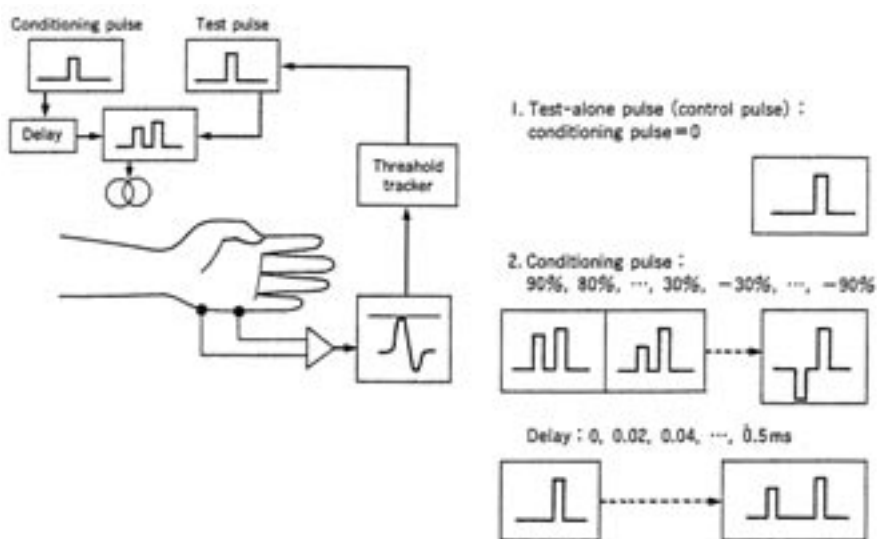 Conditioning pulse
Test pulse
Delay
Threahold
tracker
1. Test-alone pulse (control pulse) :
conditioning pulse=0
2. Conditioning pulse :
90%, 80%, ···, 30%, −30%, ···, −90%
Delay : 0, 0.02, 0.04, ···, 0.5ms